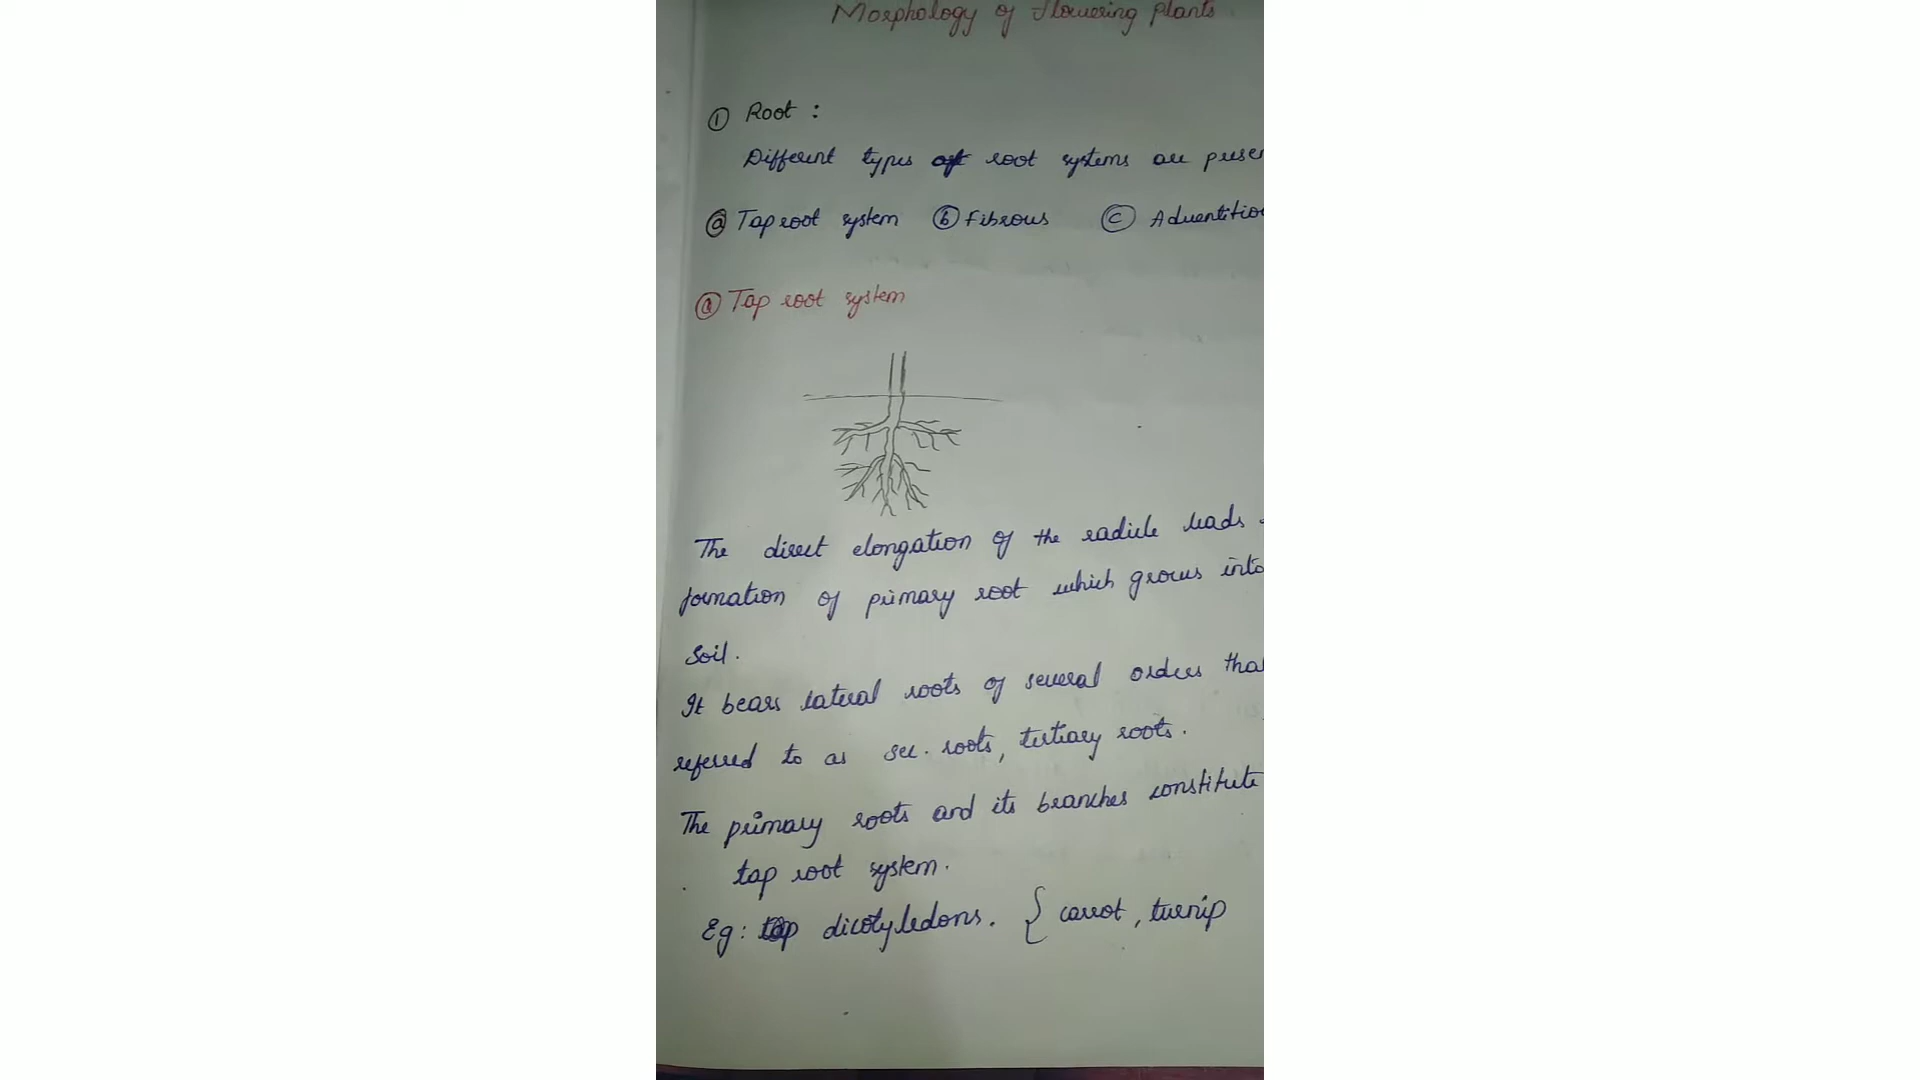 Morphology of flowering plants
① Root :
Different types of root systems are presen
ⓐ Tap root system ⓑ Fibrous ⓒ Adventitio
ⓐ Tap root system
The direct elongation of the radicle leads
formation of primary root which grows into
soil.
It bears lateral roots of several orders tha
referred to as sec. roots, tertiary roots.
The primary roots and its branches constitute
tap root system.
Eg: dicotyledons. { carrot, turnip